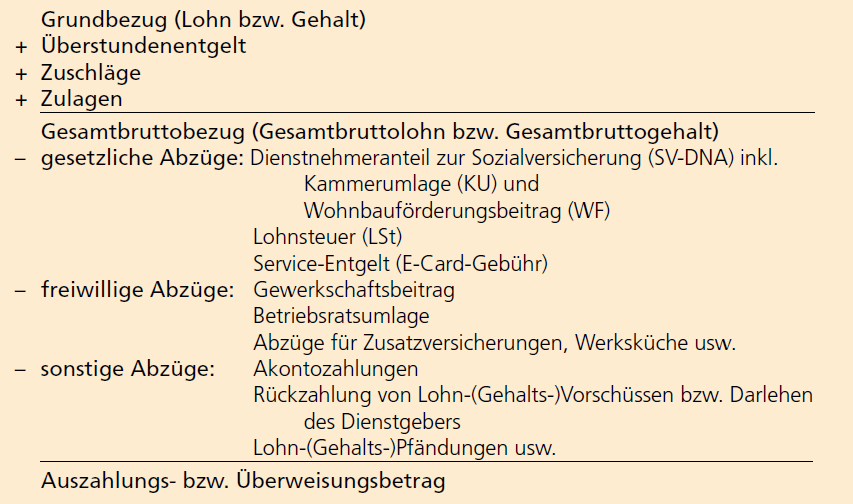 Grundbezug (Lohn bzw. Gehalt)
+ Überstundenentgelt
+ Zuschläge
+ Zulagen
Gesamtbruttobezug (Gesamtbruttolohn bzw. Gesamtbruttogehalt)
– gesetzliche Abzüge: Dienstnehmeranteil zur Sozialversicherung (SV-DNA) inkl.
Kammerumlage (KU) und
Wohnbauförderungsbeitrag (WF)
Lohnsteuer (LSt)
Service-Entgelt (E-Card-Gebühr)
– freiwillige Abzüge: Gewerkschaftsbeitrag
Betriebsratsumlage
Abzüge für Zusatzversicherungen, Werksküche usw.
– sonstige Abzüge: Akontozahlungen
Rückzahlung von Lohn-(Gehalts-)Vorschüssen bzw. Darlehen
des Dienstgebers
Lohn-(Gehalts-)Pfändungen usw.
Auszahlungs- bzw. Überweisungsbetrag